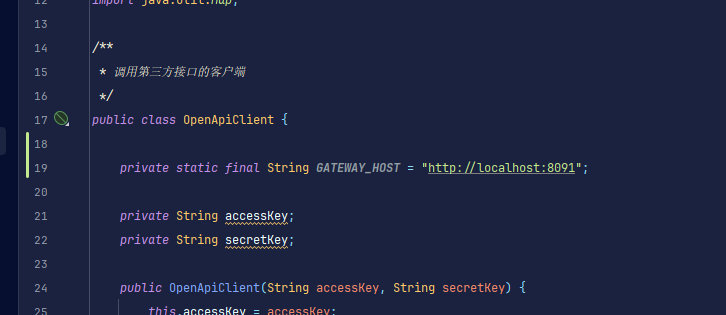 12 import java.util.Map;
13
14 /**
15 * 调用第三方接口的客户端
16 */
17 public class OpenApiClient {
18
19 private static final String GATEWAY_HOST = "http://localhost:8091";
20
21 private String accessKey;
22 private String secretKey;
23
24 public OpenApiClient(String accessKey, String secretKey) {
25 this.accessKey = accessKey;